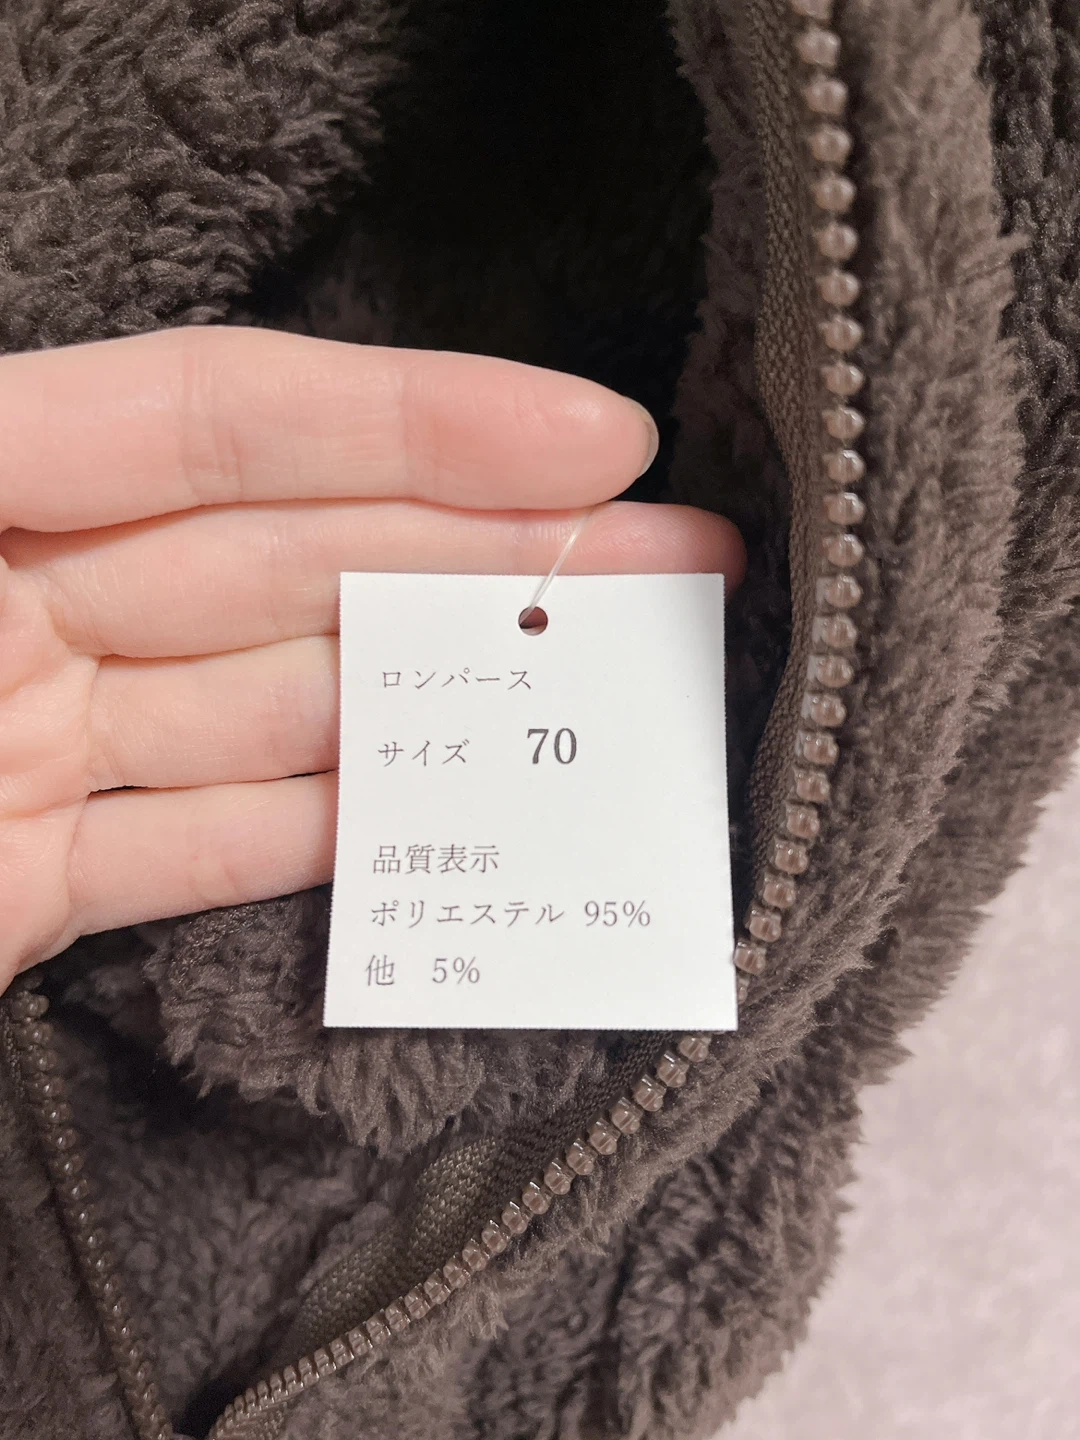 ロンパース
サイズ 70
品質表示
ポリエステル 95%
他 5%